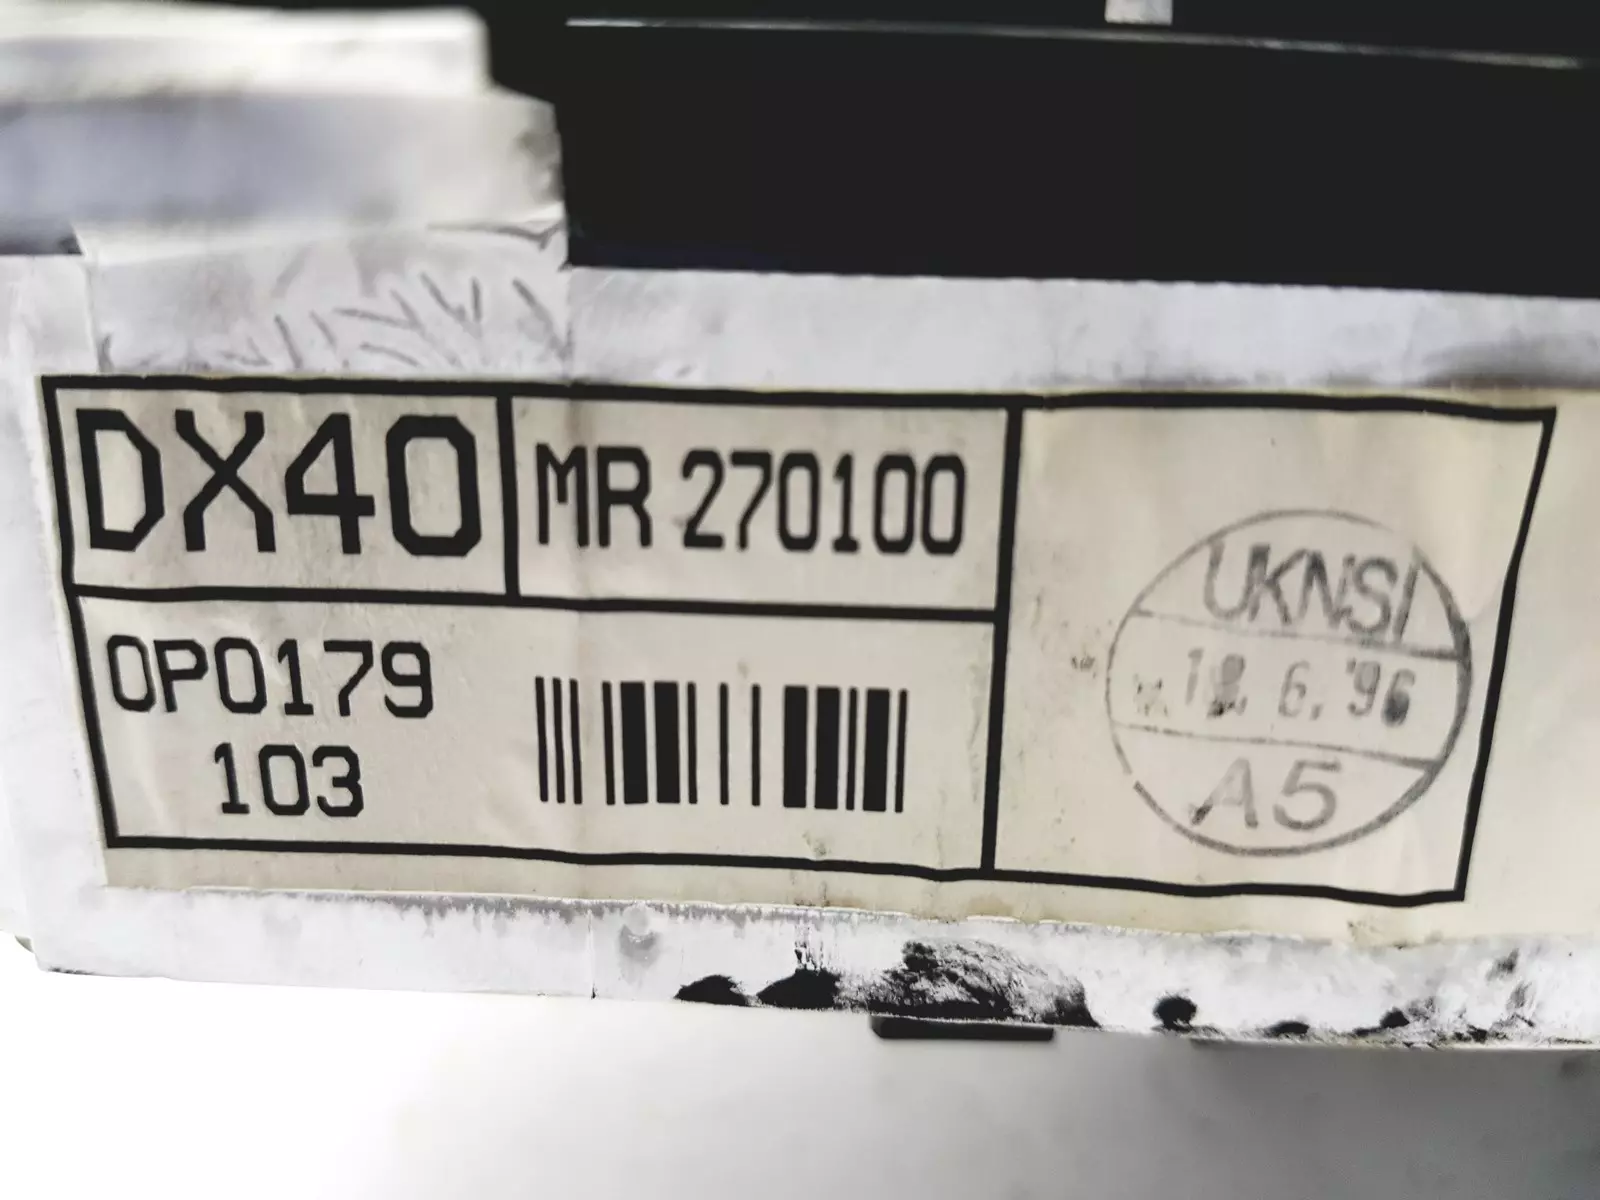 DX40
MR 270100
0P0179
103
UKNSI
6. '96
A5